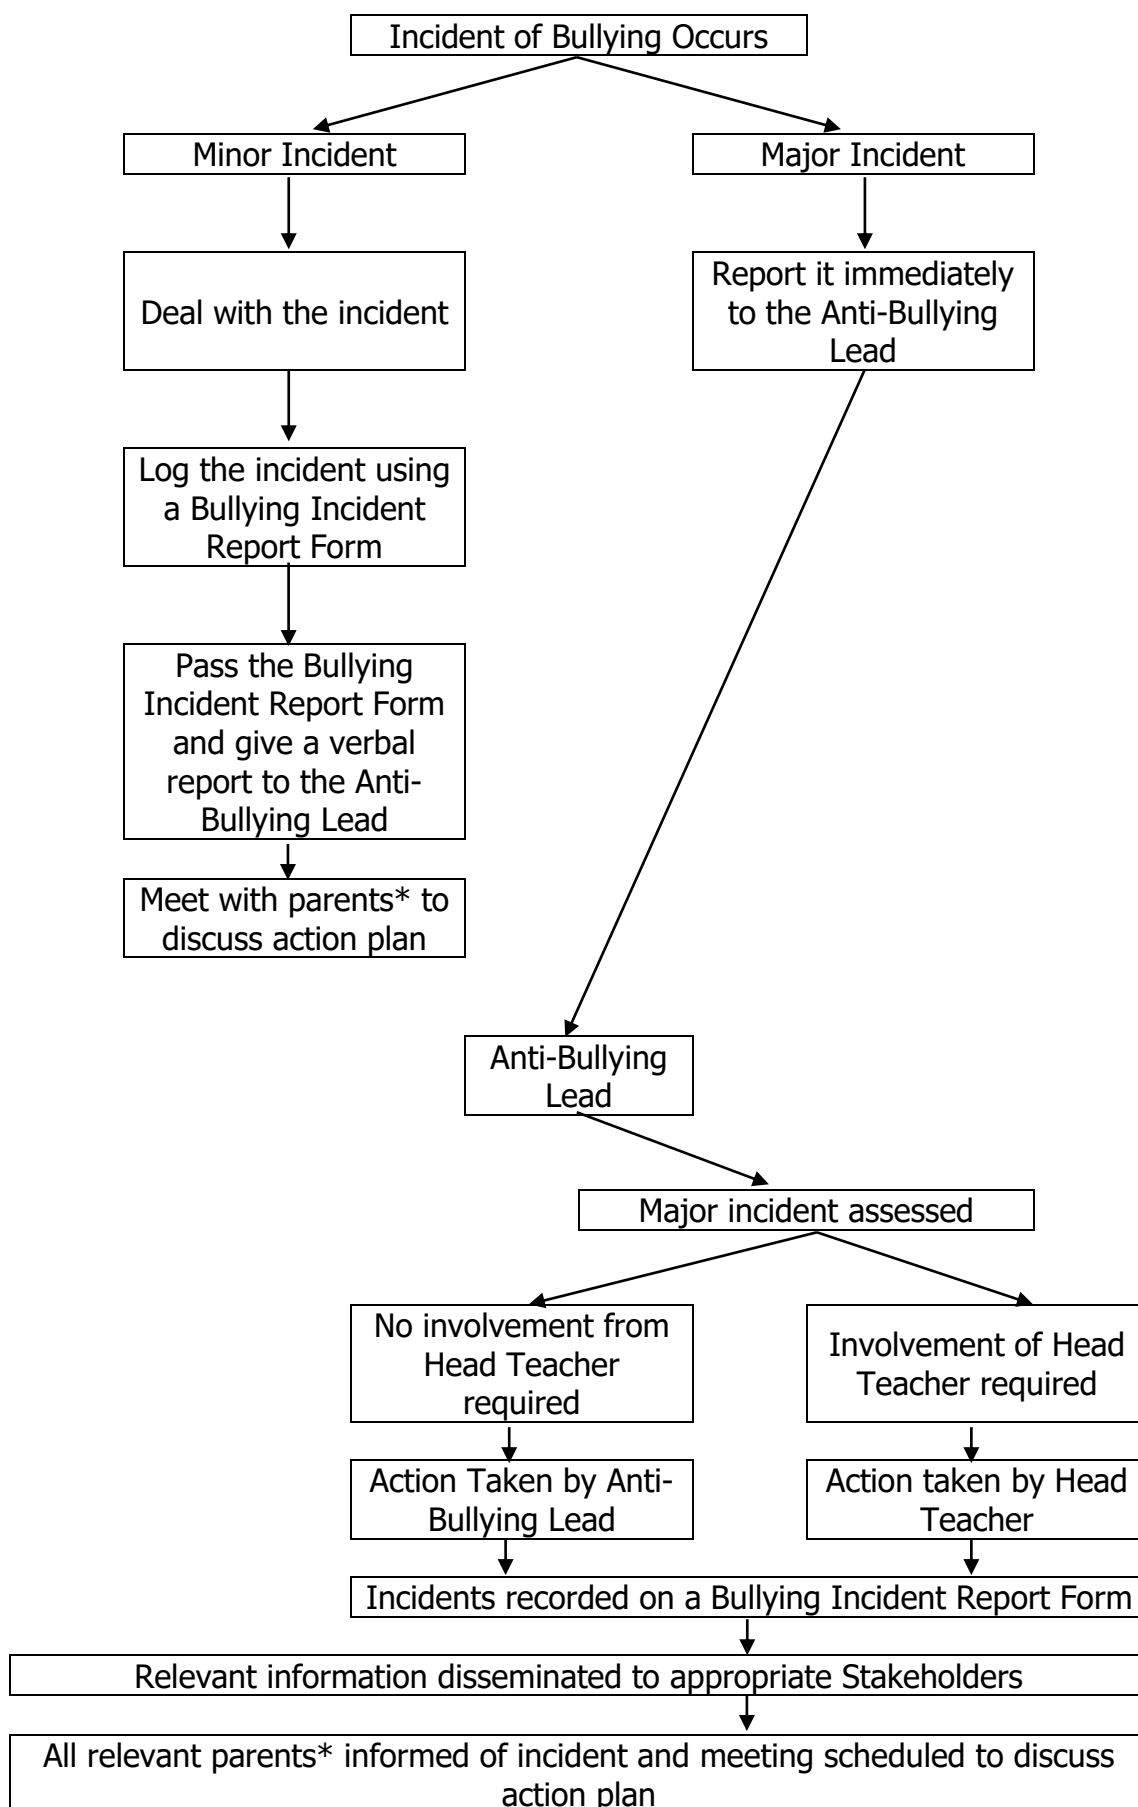 Incident of Bullying Occurs
Minor Incident
Major Incident
Deal with the incident
Report it immediately
to the Anti-Bullying
Lead
Log the incident using
a Bullying Incident
Report Form
Pass the Bullying
Incident Report Form
and give a verbal
report to the Anti-
Bullying Lead
Meet with parents* to
discuss action plan
Anti-Bullying
Lead
Major incident assessed
No involvement from
Head Teacher
required
Involvement of Head
Teacher required
Action Taken by Anti-
Bullying Lead
Action taken by Head
Teacher
Incidents recorded on a Bullying Incident Report Form
Relevant information disseminated to appropriate Stakeholders
All relevant parents* informed of incident and meeting scheduled to discuss
action plan